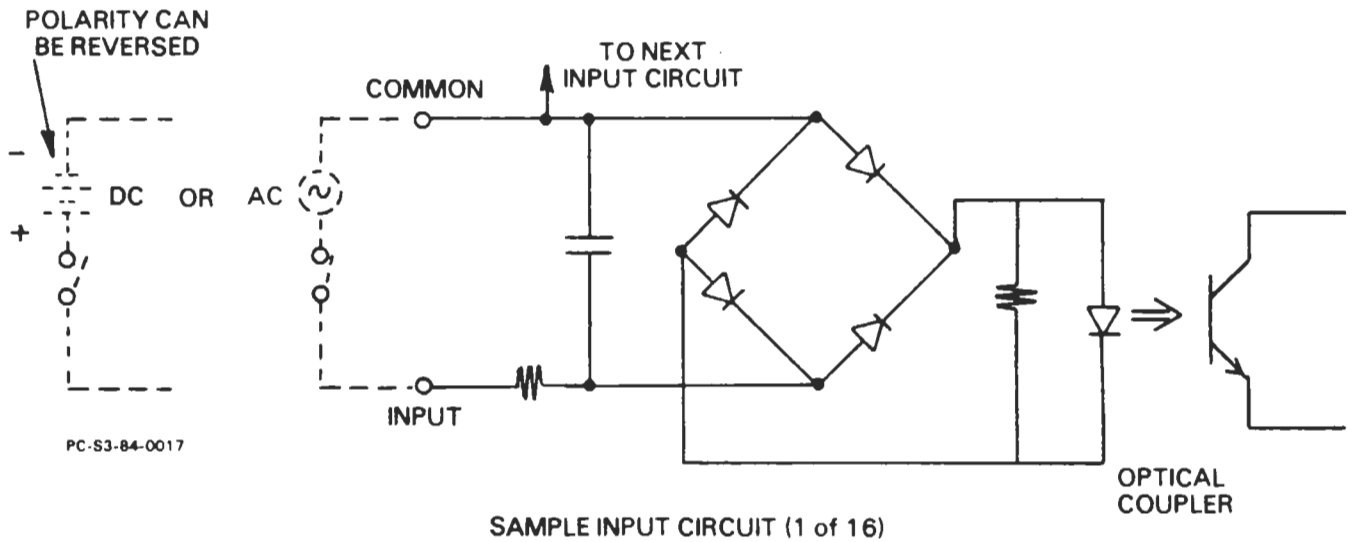 POLARITY CAN
BE REVERSED
TO NEXT
INPUT CIRCUIT
COMMON
-
DC OR AC
+
INPUT
PC-S3-84-0017
OPTICAL
COUPLER
SAMPLE INPUT CIRCUIT (1 of 16)